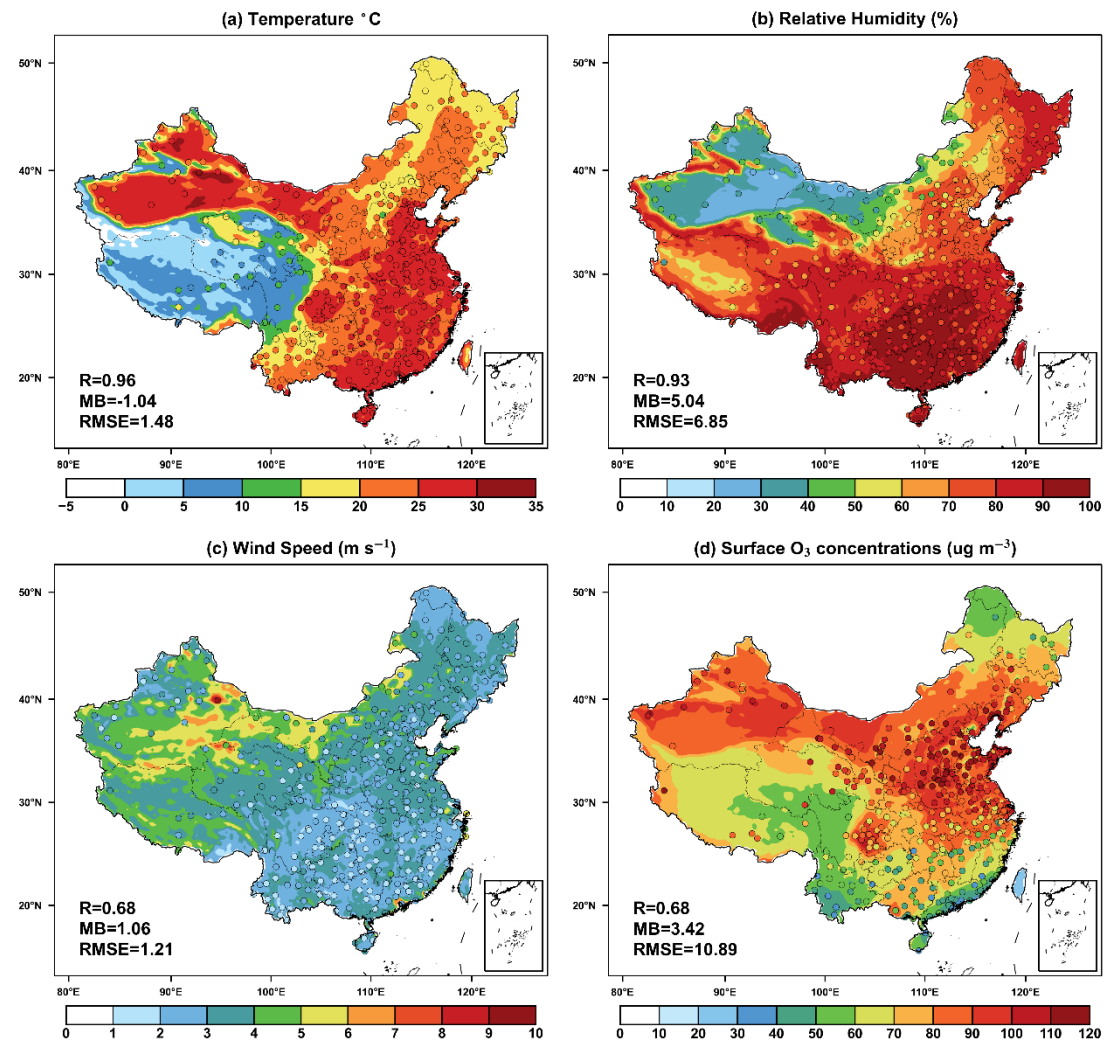 (a) Temperature °C
50°N
40°N
30°N
20°N
R=0.96
MB=-1.04
RMSE=1.48
80°E 90°E 100°E 110°E 120°E
−5 0 5 10 15 20 25 30 35
(b) Relative Humidity (%)
50°N
40°N
30°N
20°N
R=0.93
MB=5.04
RMSE=6.85
80°E 90°E 100°E 110°E 120°E
0 10 20 30 40 50 60 70 80 90 100
(c) Wind Speed (m s⁻¹)
50°N
40°N
30°N
20°N
R=0.68
MB=1.06
RMSE=1.21
80°E 90°E 100°E 110°E 120°E
0 1 2 3 4 5 6 7 8 9 10
(d) Surface O₃ concentrations (ug m⁻³)
50°N
40°N
30°N
20°N
R=0.68
MB=3.42
RMSE=10.89
80°E 90°E 100°E 110°E 120°E
0 10 20 30 40 50 60 70 80 90 100 110 120